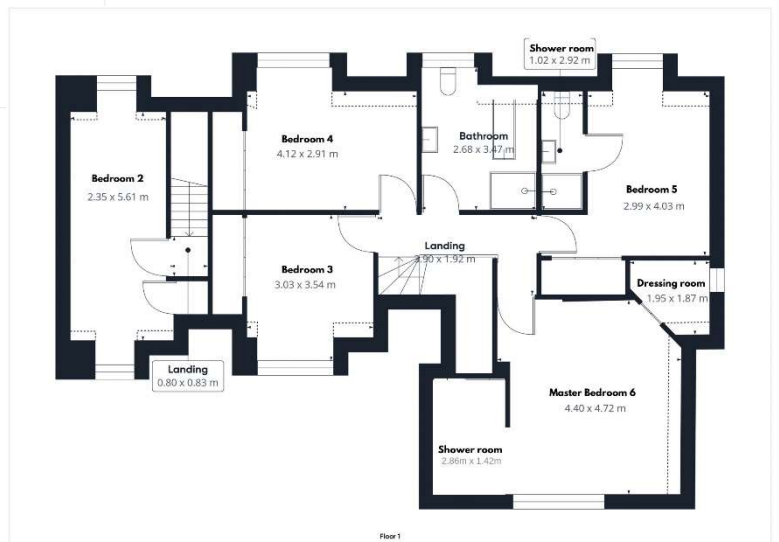 Shower room
1.02 x 2.92 m
Bedroom 4
4.12 x 2.91 m
Bathroom
2.68 x 3.47 m
Bedroom 2
2.35 x 5.61 m
Bedroom 5
2.99 x 4.03 m
Landing
3.90 x 1.92 m
Bedroom 3
3.03 x 3.54 m
Dressing room
1.95 x 1.87 m
Landing
0.80 x 0.83 m
Master Bedroom 6
4.40 x 4.72 m
Shower room
2.86m x 1.42m
Floor 1